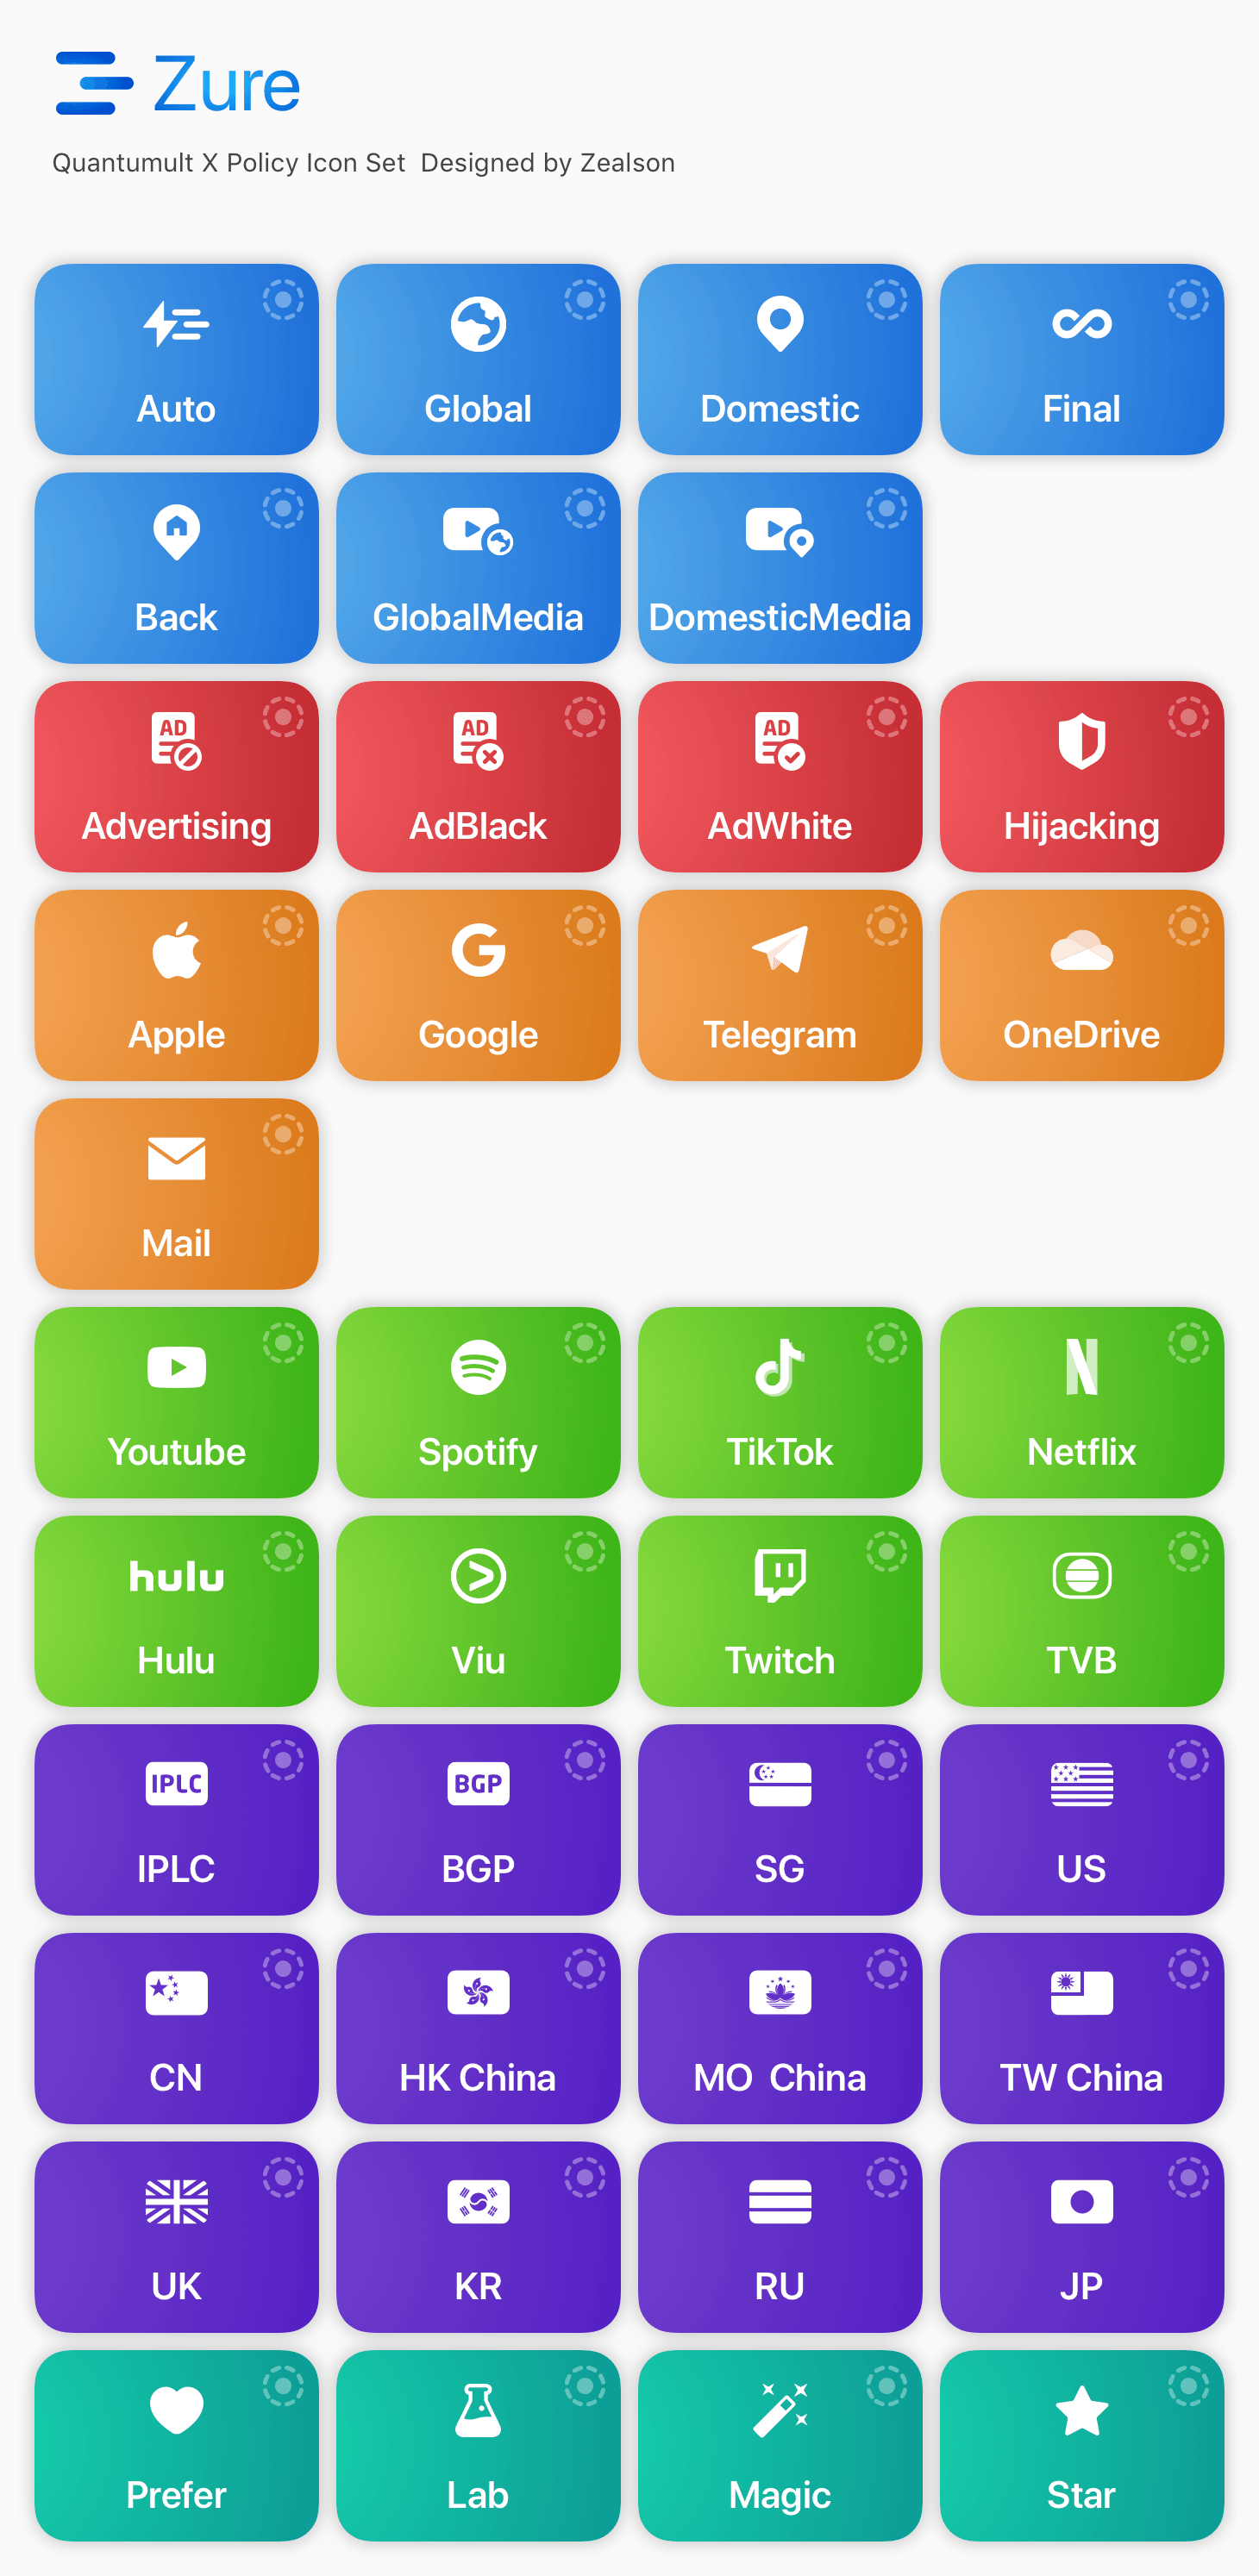 Zure
Quantumult X Policy Icon Set  Designed by Zealson
Auto
Global
Domestic
Final
Back
GlobalMedia
DomesticMedia
AD
Advertising
AD
AdBlack
AD
AdWhite
Hijacking
Apple
G
Google
Telegram
OneDrive
Mail
Youtube
Spotify
TikTok
N
Netflix
hulu
Hulu
Viu
Twitch
TVB
IPLC
IPLC
BGP
BGP
SG
US
CN
HK China
MO  China
TW China
UK
KR
RU
JP
Prefer
Lab
Magic
Star